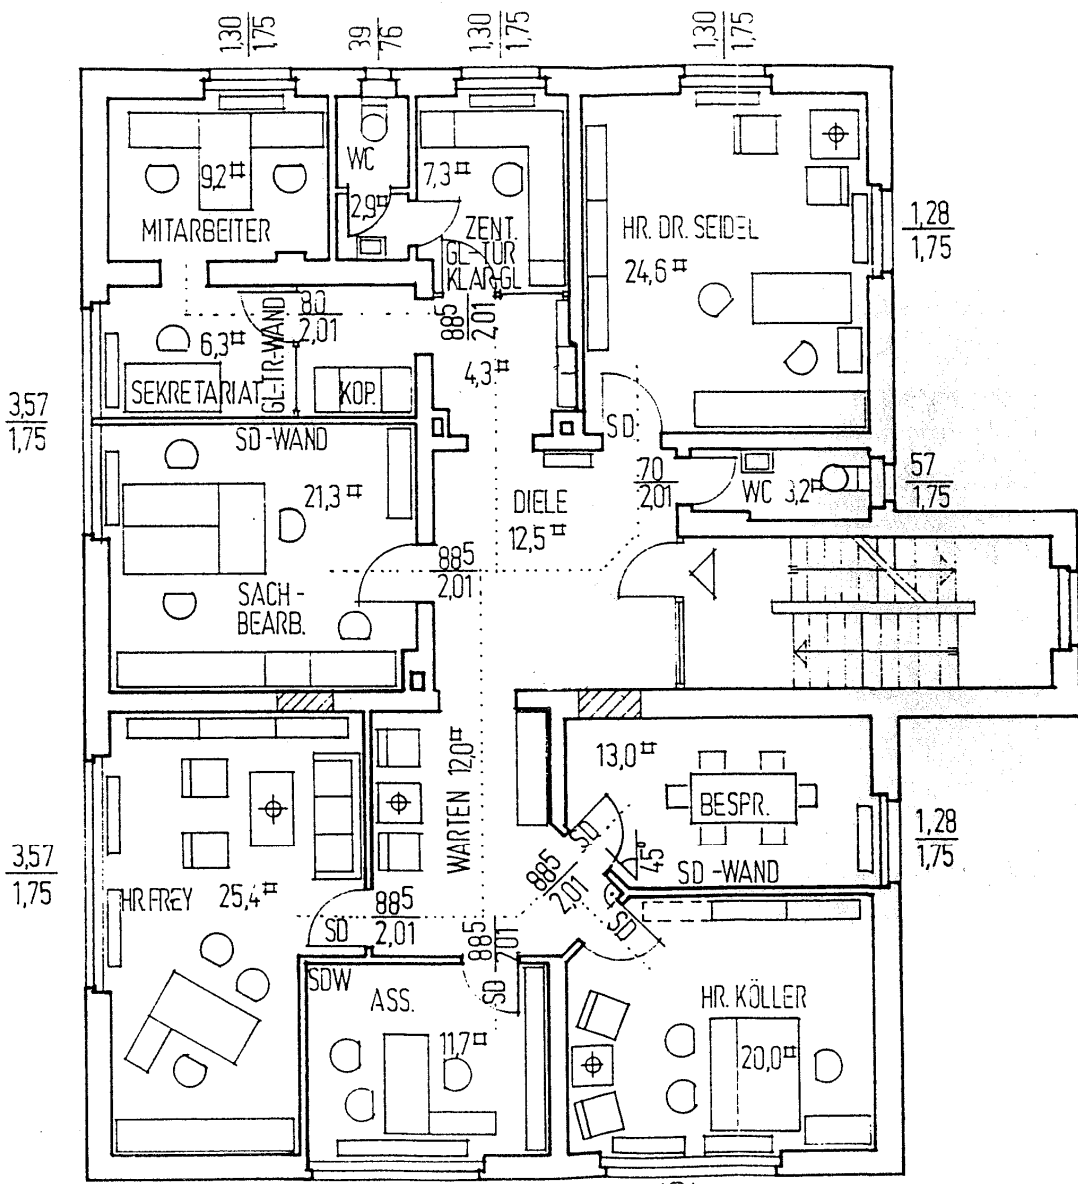 1,30
1,75
39
76
1,30
1,75
1,30
1,75
9,2¤
MITARBEITER
WC
2,9¤
7,3¤
ZENT.
GL-TÜR
KLAR-GL
HR. DR. SEIDEL
24,6¤
1,28
1,75
80
2,01
88⁵
2,01
GL-TR-WAND
6,3¤
SEKRETARIAT
KOP.
4,3¤
3,57
1,75
SD-WAND
21,3¤
SD
70
2,01
WC 3,2¤
57
1,75
DIELE
12,5¤
88⁵
2,01
SACH-
BEARB.
WARTEN 12,0¤
13,0¤
BESPR.
SD
45°
SD-WAND
88⁵
2,01
1,28
1,75
3,57
1,75
HR.FREY 25,4¤
SD
88⁵
2,01
88⁵
2,01
SD
SD
SDW
ASS.
11,7¤
HR. KÖLLER
20,0¤